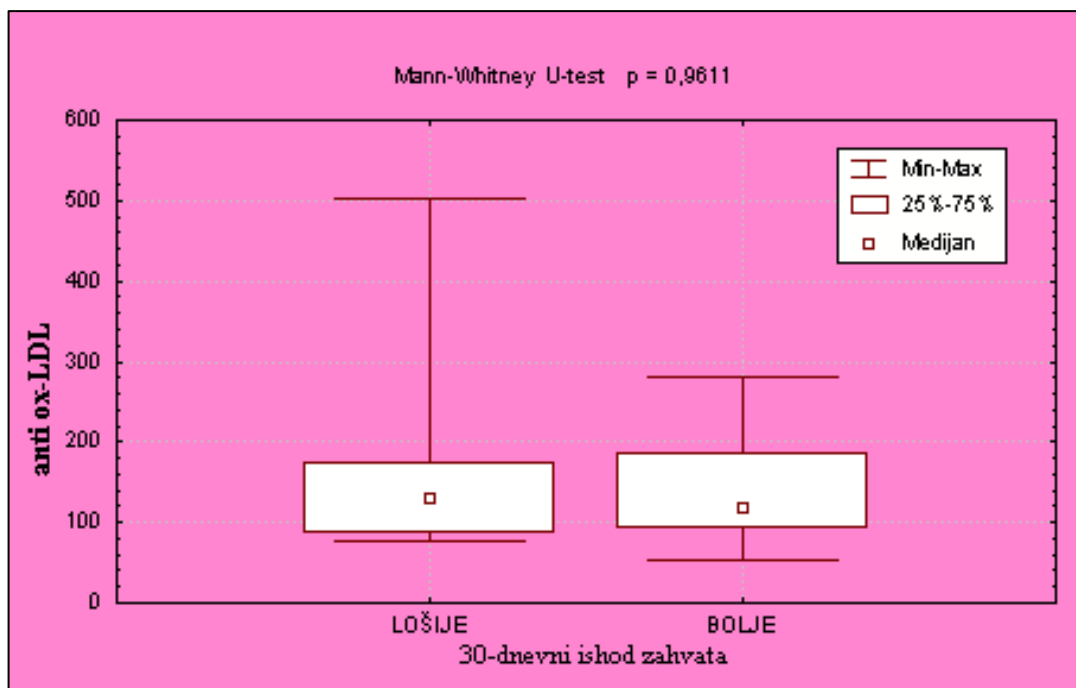 Mann-Whitney U-test p = 0,9611
600
500
400
300
200
100
0
anti ox-LDL
Min-Max
25%-75%
Medijan
LOŠIJE BOLJE
30-dnevni ishod zahvata